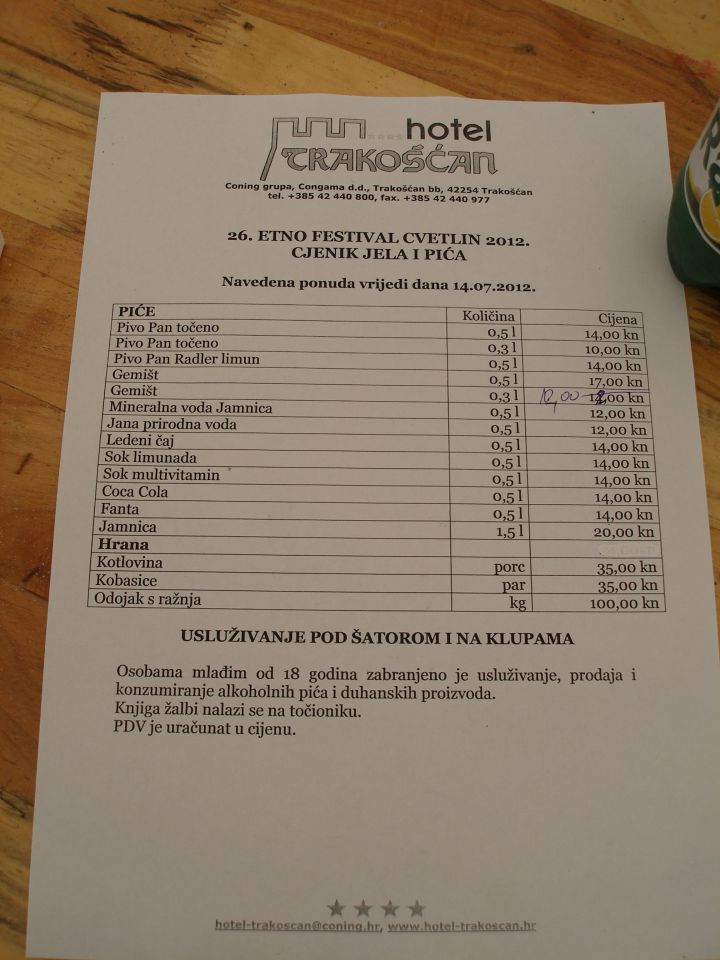 hotel
TRAKOŠĆAN
Coning grupa, Congama d.d., Trakošćan bb, 42254 Trakošćan
tel. +385 42 440 800, fax. +385 42 440 977
26. ETNO FESTIVAL CVETLIN 2012.
CJENIK JELA I PIĆA
Navedena ponuda vrijedi dana 14.07.2012.
PIĆE Količina Cijena
Pivo Pan točeno 0,5 l 14,00 kn
Pivo Pan točeno 0,3 l 10,00 kn
Pivo Pan Radler limun 0,5 l 14,00 kn
Gemišt 0,5 l 17,00 kn
Gemišt 0,3 l 12,00 kn
Mineralna voda Jamnica 0,5 l 12,00 kn
Jana prirodna voda 0,5 l 12,00 kn
Ledeni čaj 0,5 l 14,00 kn
Sok limunada 0,5 l 14,00 kn
Sok multivitamin 0,5 l 14,00 kn
Coca Cola 0,5 l 14,00 kn
Fanta 0,5 l 14,00 kn
Jamnica 1,5 l 20,00 kn
Hrana
Kotlovina porc 35,00 kn
Kobasice par 35,00 kn
Odojak s ražnja kg 100,00 kn
USLUŽIVANJE POD ŠATOROM I NA KLUPAMA
Osobama mlađim od 18 godina zabranjeno je usluživanje, prodaja i
konzumiranje alkoholnih pića i duhanskih proizvoda.
Knjiga žalbi nalazi se na točioniku.
PDV je uračunat u cijenu.
hotel-trakoscan@coning.hr, www.hotel-trakoscan.hr